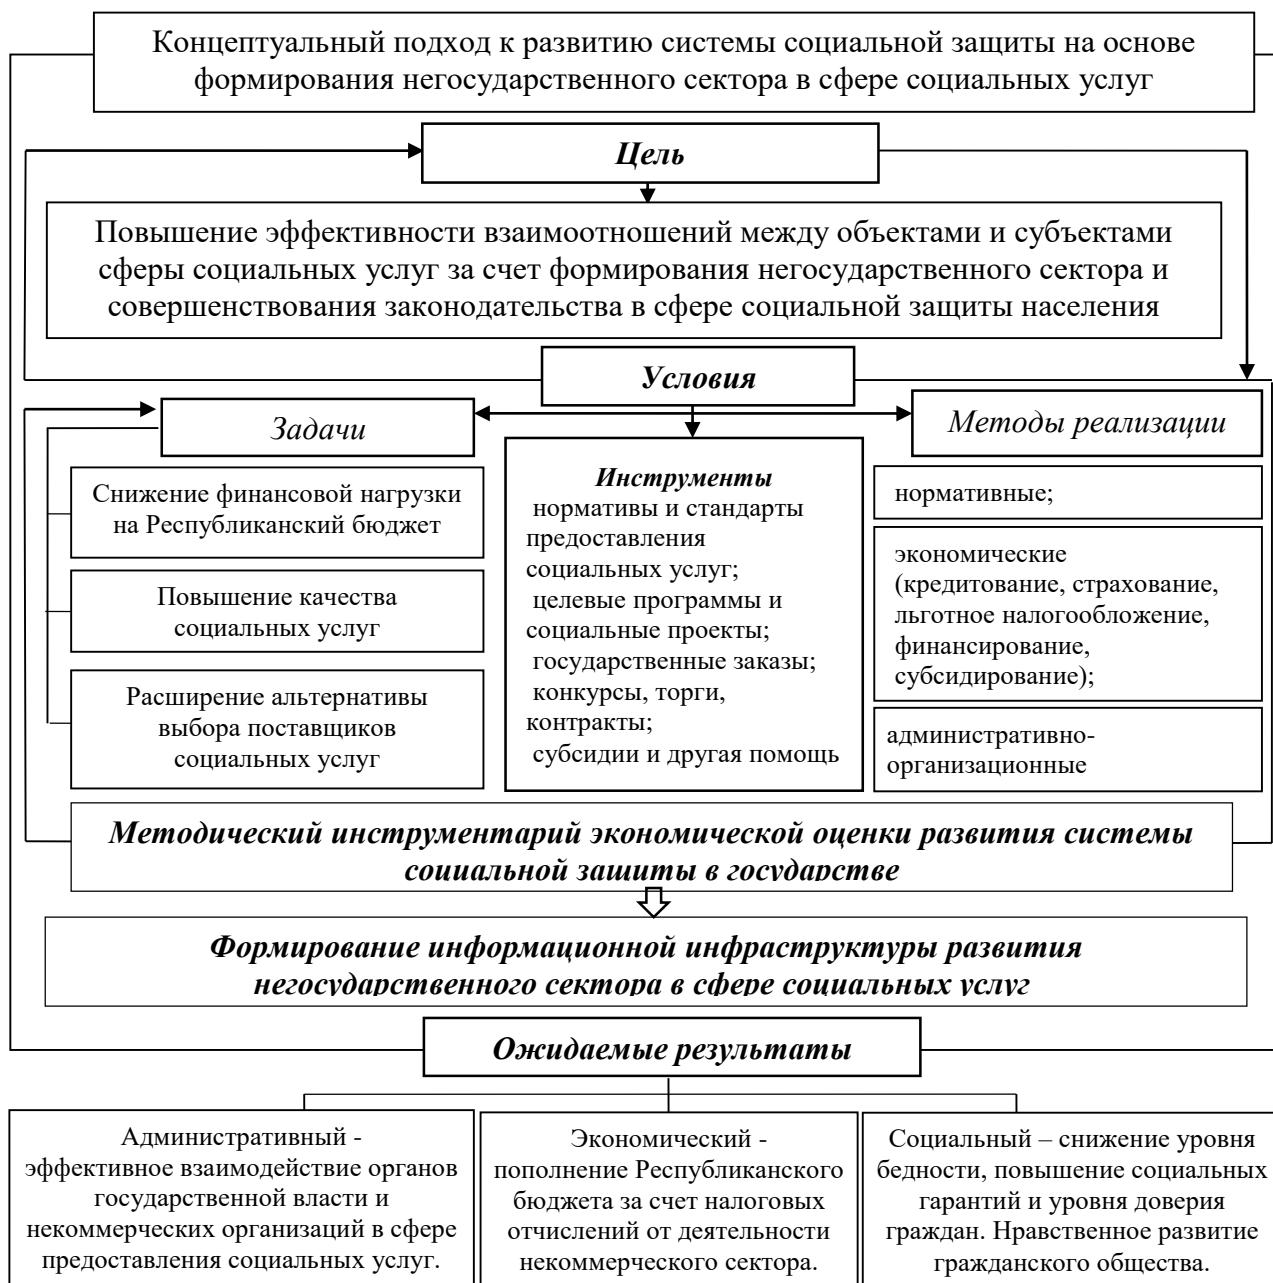 Концептуальный подход к развитию системы социальной защиты на основе
формирования негосударственного сектора в сфере социальных услуг
Цель
Повышение эффективности взаимоотношений между объектами и субъектами
сферы социальных услуг за счет формирования негосударственного сектора и
совершенствования законодательства в сфере социальной защиты населения
Условия
Задачи
Снижение финансовой нагрузки
на Республиканский бюджет
Повышение качества
социальных услуг
Расширение альтернативы
выбора поставщиков
социальных услуг
Инструменты
нормативы и стандарты
предоставления
социальных услуг;
целевые программы и
социальные проекты;
государственные заказы;
конкурсы, торги,
контракты;
субсидии и другая помощь
Методы реализации
нормативные;
экономические
(кредитование, страхование,
льготное налогообложение,
финансирование,
субсидирование);
административно-
организационные
Методический инструментарий экономической оценки развития системы
социальной защиты в государстве
Формирование информационной инфраструктуры развития
негосударственного сектора в сфере социальных услуг
Ожидаемые результаты
Административный -
эффективное взаимодействие органов
государственной власти и
некоммерческих организаций в сфере
предоставления социальных услуг.
Экономический -
пополнение Республиканского
бюджета за счет налоговых
отчислений от деятельности
некоммерческого сектора.
Социальный – снижение уровня
бедности, повышение социальных
гарантий и уровня доверия
граждан. Нравственное развитие
гражданского общества.